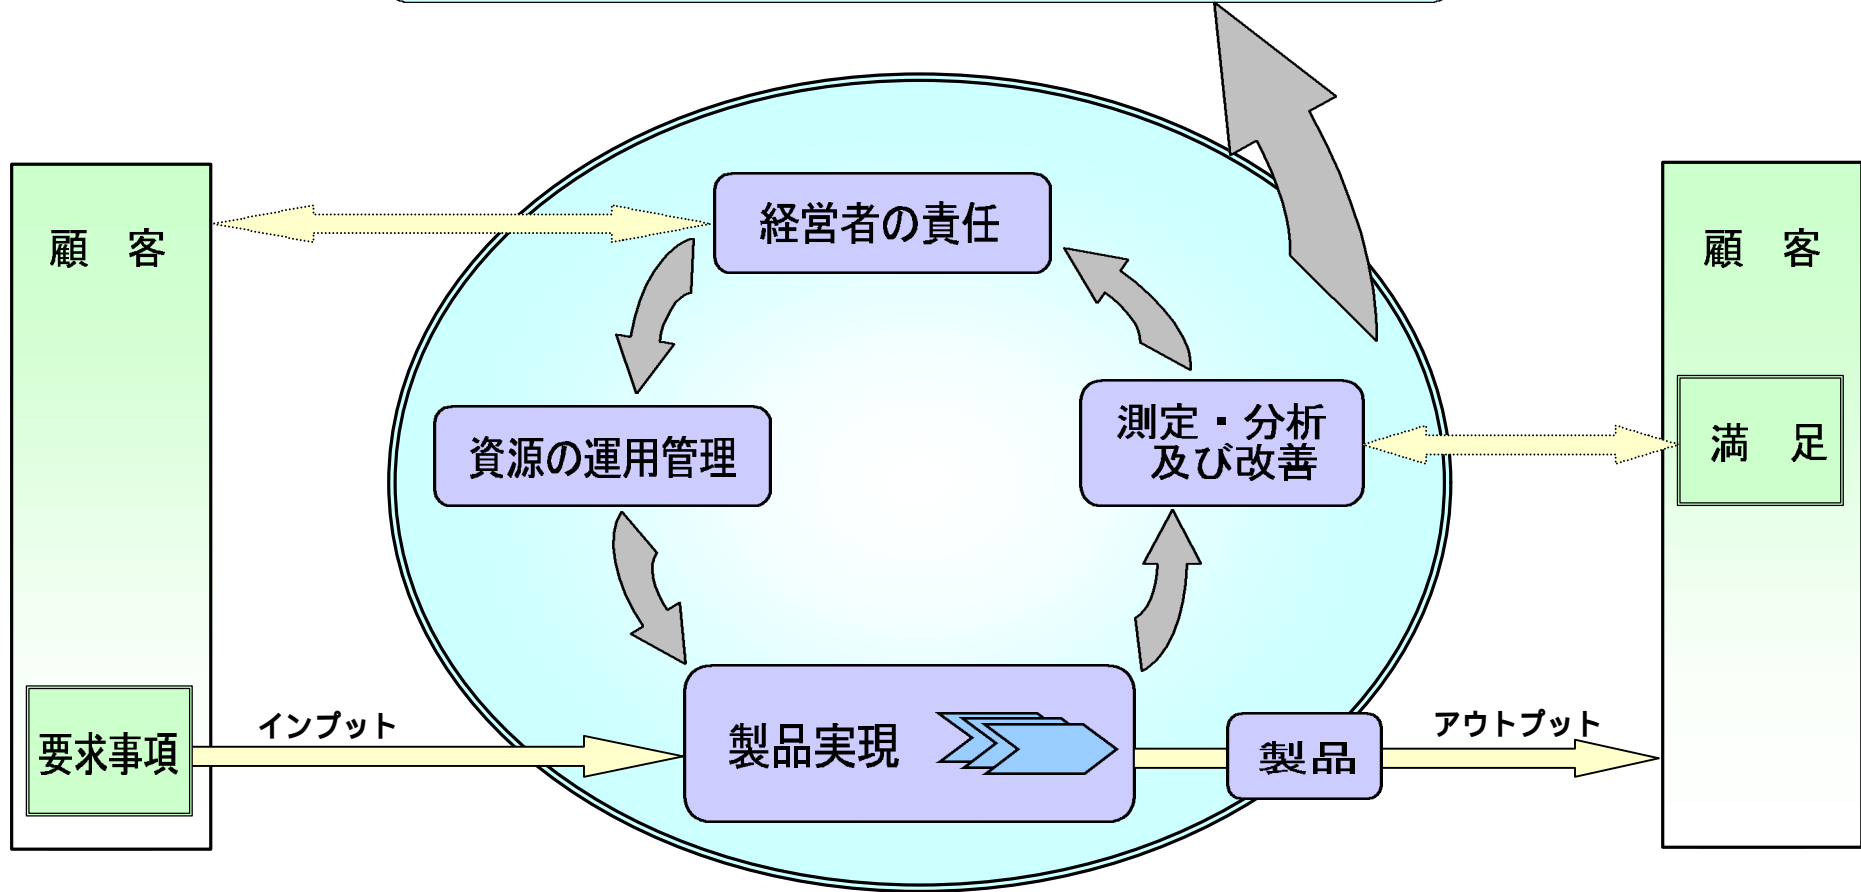 顧 客
経営者の責任
顧 客
資源の運用管理
測定・分析
及び改善
満 足
要求事項
インプット
製品実現
製品
アウトプット